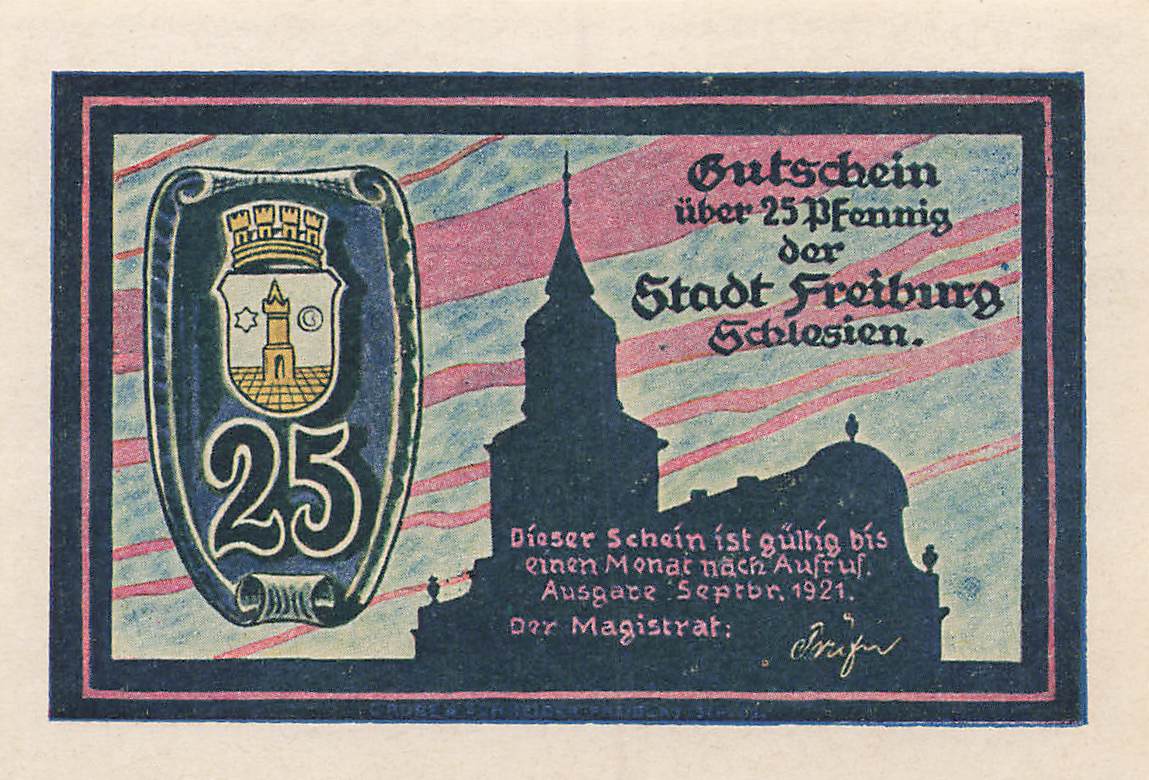 Gutschein
über 25 Pfennig
der
Stadt Freiburg
Schlesien.
25
Dieser Schein ist gültig bis
einen Monat nach Aufruf.
Ausgabe Septbr. 1921.
Der Magistrat: